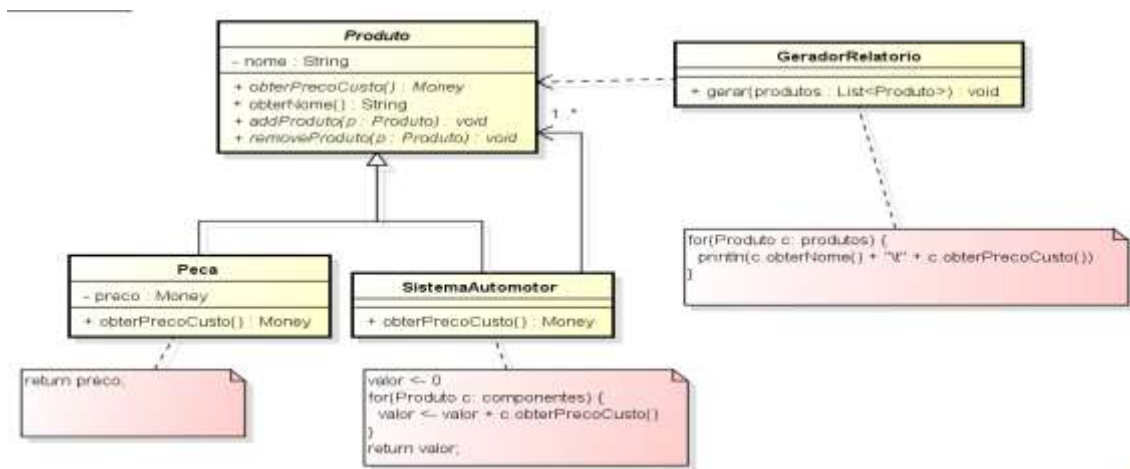 Produto
- nome : String
+ obterPrecoCusto() : Money
+ obterNome() : String
+ addProduto(p : Produto) : void
+ removeProduto(p : Produto) : void
GeradorRelatorio
+ gerar(produtos : List<Produto>) : void
1..*
for(Produto c: produtos) {
println(c.obterNome() + "\t" + c.obterPrecoCusto())
}
Peca
- preco : Money
+ obterPrecoCusto() : Money
SistemaAutomotor
+ obterPrecoCusto() : Money
return preco;
valor <- 0
for(Produto c: componentes) {
valor <- valor + c.obterPrecoCusto()
}
return valor;